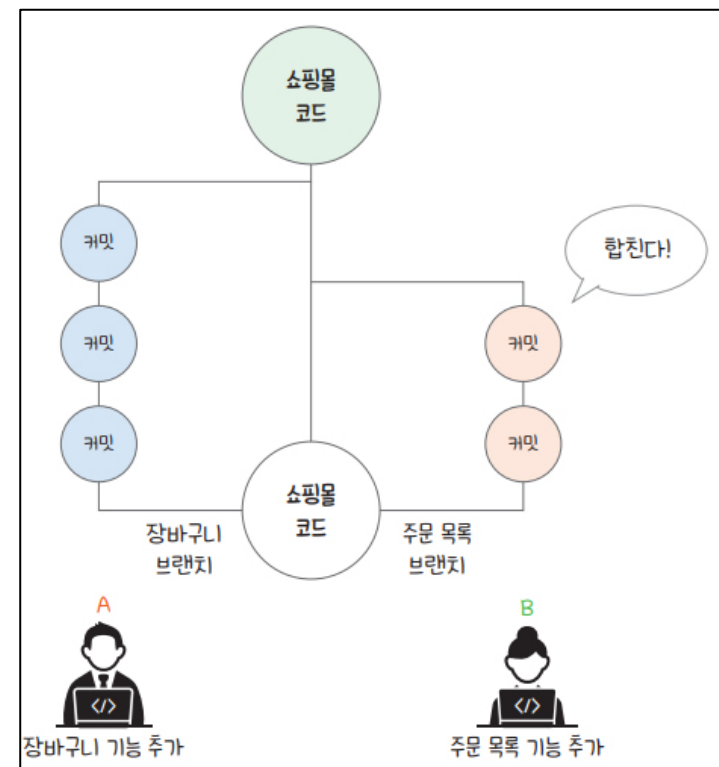 쇼핑몰
코드
커밋
합친다!
커밋
커밋
커밋
커밋
쇼핑몰
코드
장바구니
브랜치
주문 목록
브랜치
A
B
</>
</>
장바구니 기능 추가
주문 목록 기능 추가